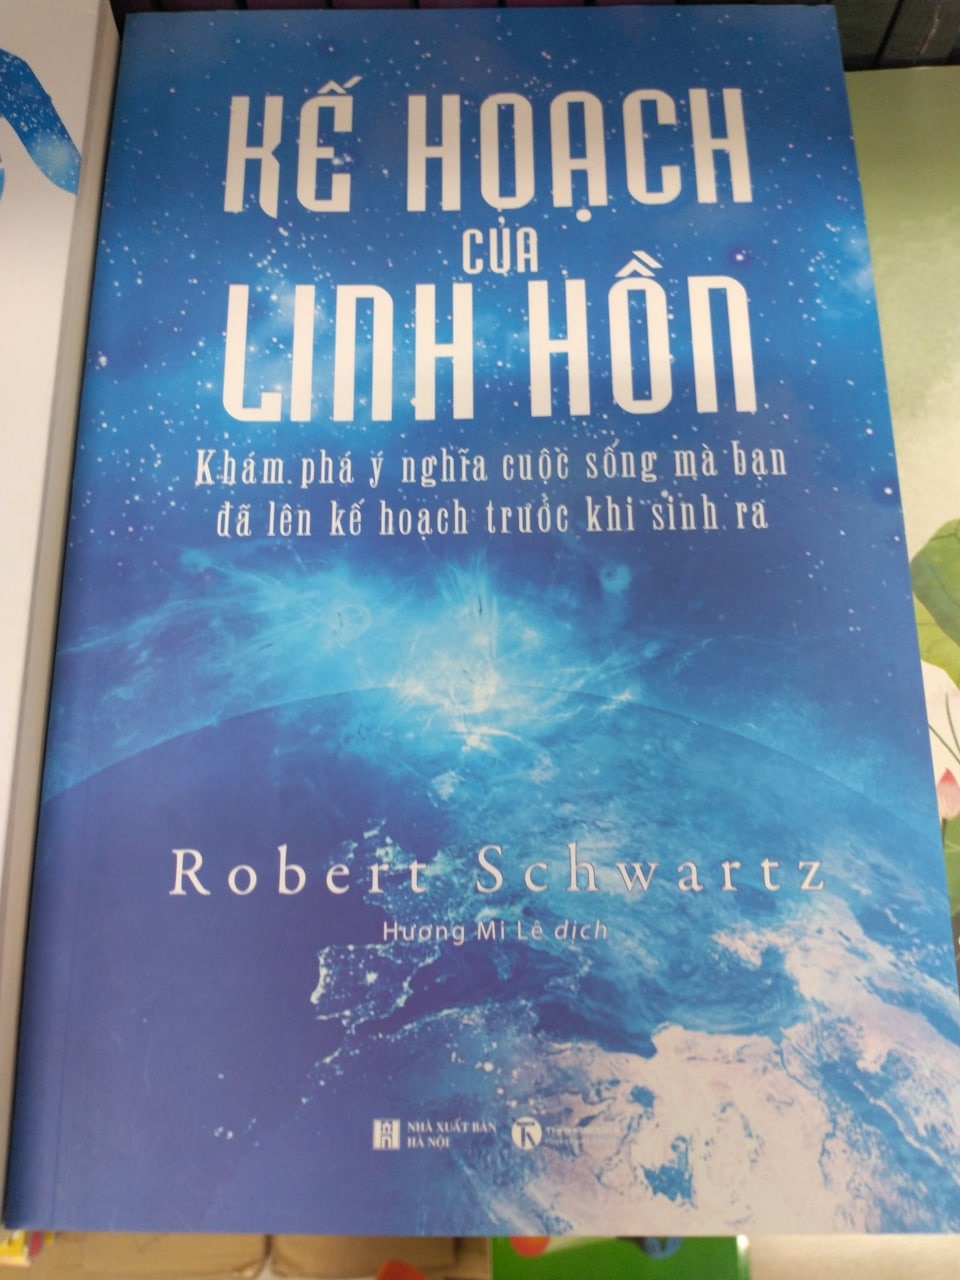 KẾ HOẠCH
CỦA
LINH HỒN
Khám phá ý nghĩa cuộc sống mà bạn
đã lên kế hoạch trước khi sinh ra
Robert Schwartz
Hương Mi Lê dịch
NHÀ XUẤT BẢN
HÀ NỘI